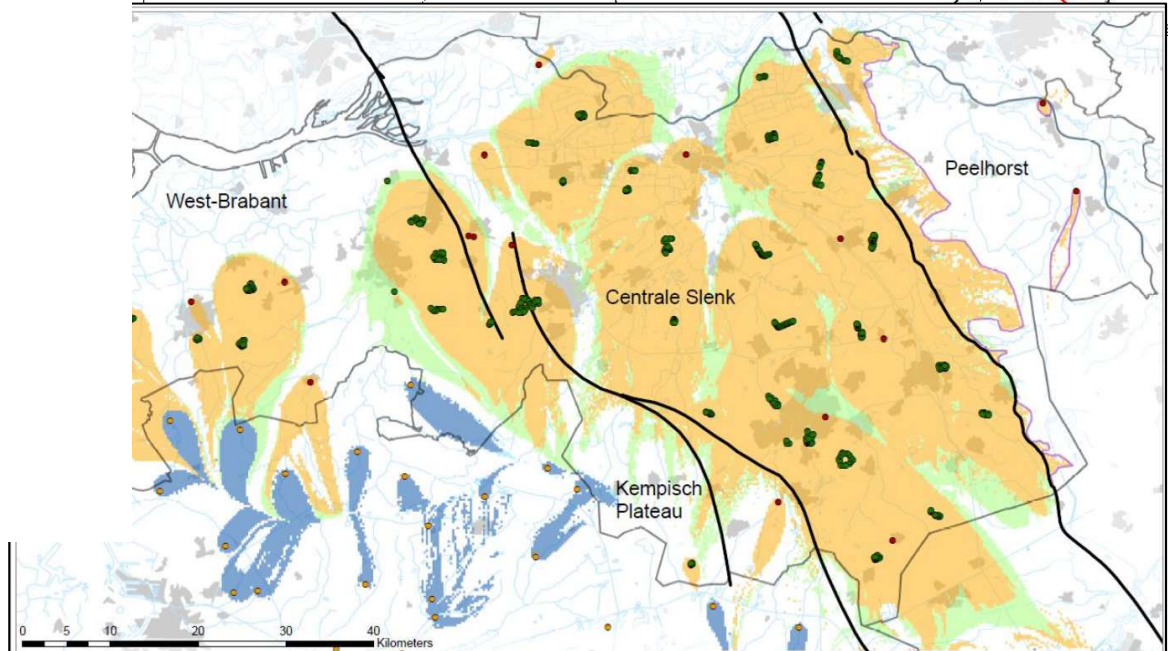 Peelhorst
West-Brabant
Centrale Slenk
Kempisch
Plateau
0 5 10 20 30 40
Kilometers